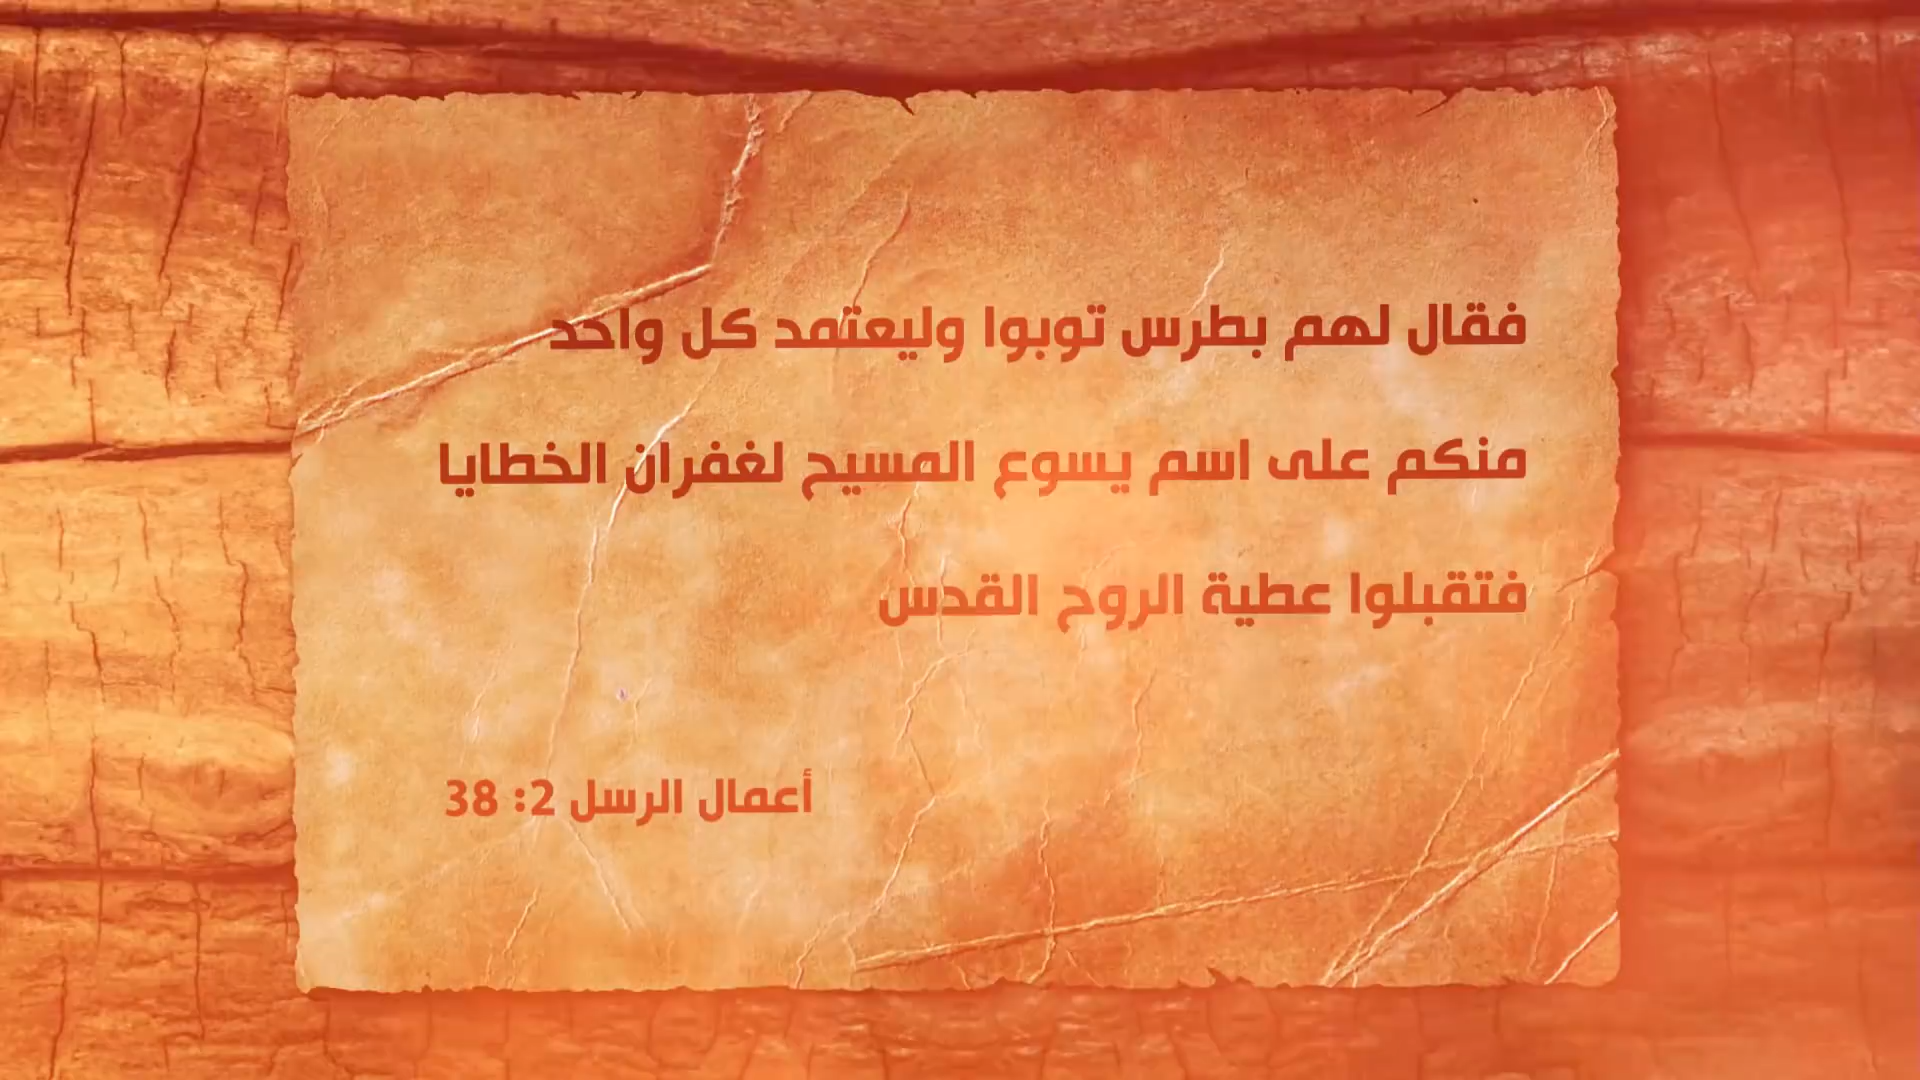 فقال لهم بطرس توبوا وليعتمد كل واحد
منكم على اسم يسوع المسيح لغفران الخطايا
فتقبلوا عطية الروح القدس
أعمال الرسل 2: 38